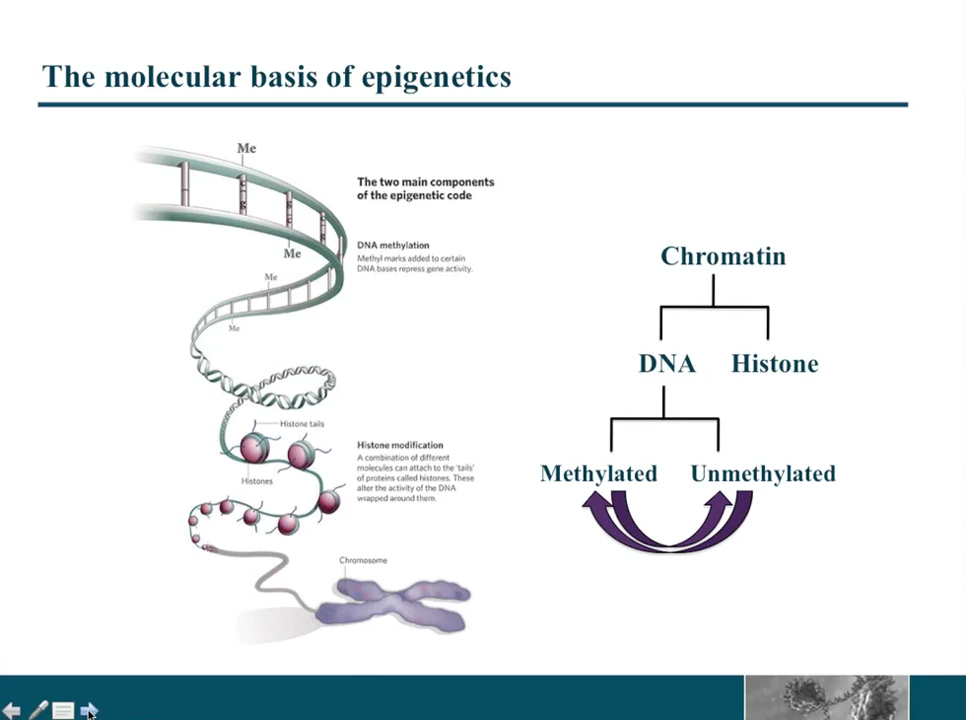 The molecular basis of epigenetics
Me
The two main components
of the epigenetic code
DNA methylation
Methyl marks added to certain
DNA bases repress gene activity.
Me
Me
Me
Histone tails
Histones
Histone modification
A combination of different
molecules can attach to the 'tails'
of proteins called histones. These
alter the activity of the DNA
wrapped around them.
Chromosome
Chromatin
DNA Histone
Methylated Unmethylated